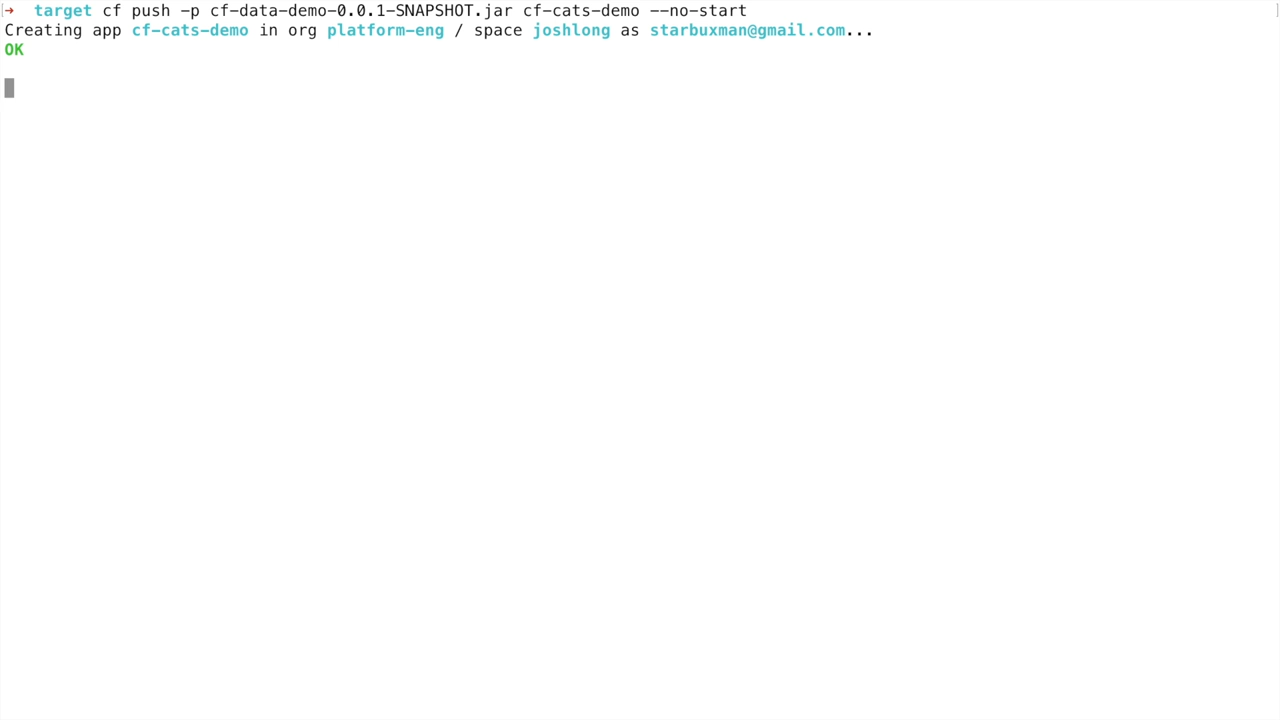 → target cf push -p cf-data-demo-0.0.1-SNAPSHOT.jar cf-cats-demo --no-start
Creating app cf-cats-demo in org platform-eng / space joshlong as starbuxman@gmail.com...
OK